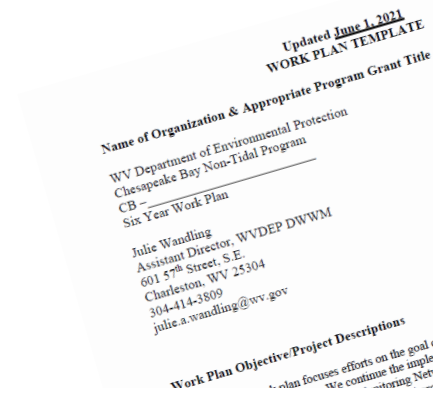 Updated June 1, 2021
WORK PLAN TEMPLATE
Name of Organization & Appropriate Program Grant Title
WV Department of Environmental Protection
Chesapeake Bay Non-Tidal Program
CB –
Six Year Work Plan
Julie Wandling
Assistant Director, WVDEP DWWM
601 57th Street, S.E.
Charleston, WV 25304
304-414-3809
julie.a.wandling@wv.gov
Work Plan Objective/Project Descriptions
plan focuses efforts on the goal
We continue the